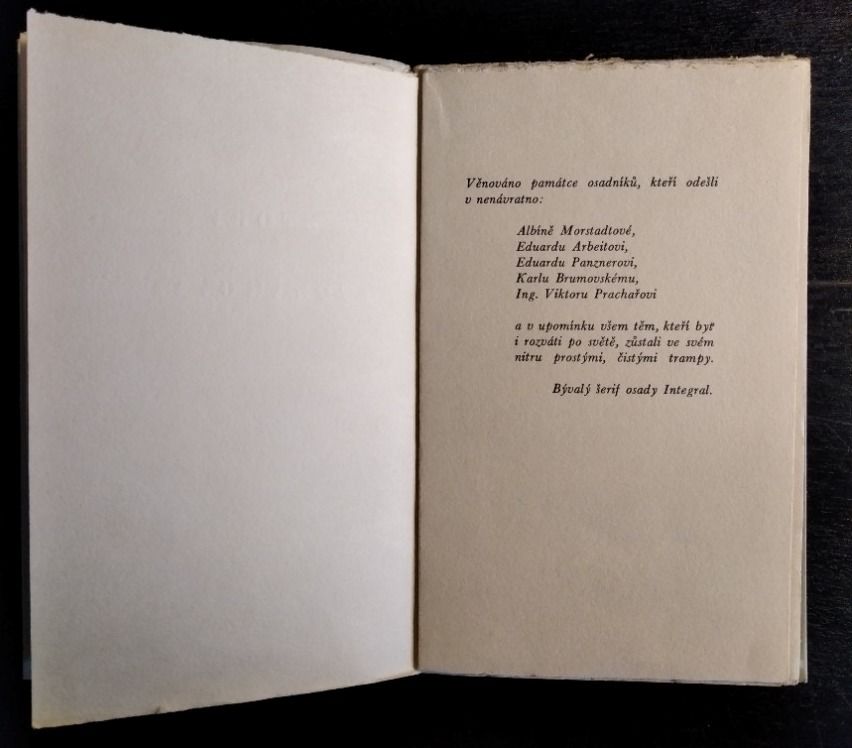 Věnováno památce osadníků, kteří odešli
v nenávratno:
Albíně Morstadtové,
Eduardu Arbeitovi,
Eduardu Panznerovi,
Karlu Brumovskému,
Ing. Viktoru Prachařovi
a v upomínku všem těm, kteří byť
i rozváti po světě, zůstali ve svém
nitru prostými, čistými trampy.
Bývalý šerif osady Integral.